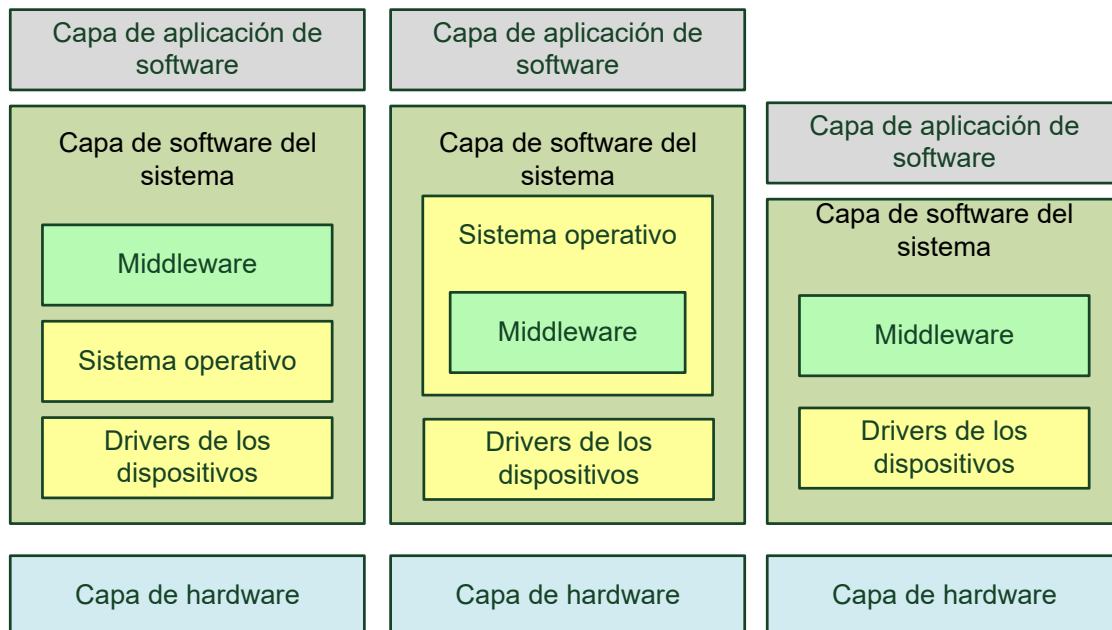 Capa de aplicación de
software
Capa de software del
sistema
Middleware
Sistema operativo
Drivers de los
dispositivos
Capa de hardware
Capa de aplicación de
software
Capa de software del
sistema
Sistema operativo
Middleware
Drivers de los
dispositivos
Capa de hardware
Capa de aplicación de
software
Capa de software del
sistema
Middleware
Drivers de los
dispositivos
Capa de hardware